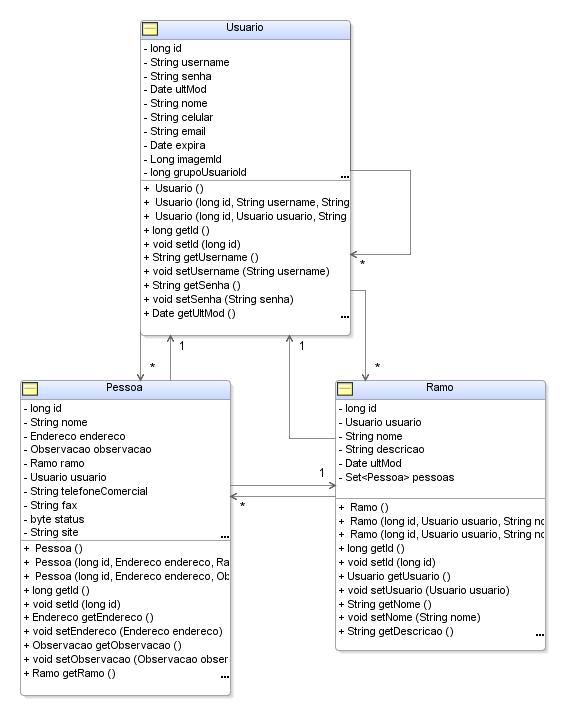 Usuario
- long id
- String username
- String senha
- Date ultMod
- String nome
- String celular
- String email
- Date expira
- Long imagemId
- long grupoUsuarioId
...
+ Usuario ()
+ Usuario (long id, String username, String
+ Usuario (long id, Usuario usuario, String
+ long getId ()
+ void setId (long id)
+ String getUsername ()
+ void setUsername (String username)
+ String getSenha ()
+ void setSenha (String senha)
+ Date getUltMod ()
...
*
1
*
1
*
Pessoa
- long id
- String nome
- Endereco endereco
- Observacao observacao
- Ramo ramo
- Usuario usuario
- String telefoneComercial
- String fax
- byte status
- String site
...
+ Pessoa ()
+ Pessoa (long id, Endereco endereco, Ra
+ Pessoa (long id, Endereco endereco, Ob
+ long getId ()
+ void setId (long id)
+ Endereco getEndereco ()
+ void setEndereco (Endereco endereco)
+ Observacao getObservacao ()
+ void setObservacao (Observacao obser
+ Ramo getRamo ()
...
1
*
Ramo
- long id
- Usuario usuario
- String nome
- String descricao
- Date ultMod
- Set<Pessoa> pessoas
+ Ramo ()
+ Ramo (long id, Usuario usuario, String no
+ Ramo (long id, Usuario usuario, String no
+ long getId ()
+ void setId (long id)
+ Usuario getUsuario ()
+ void setUsuario (Usuario usuario)
+ String getNome ()
+ void setNome (String nome)
+ String getDescricao ()
...